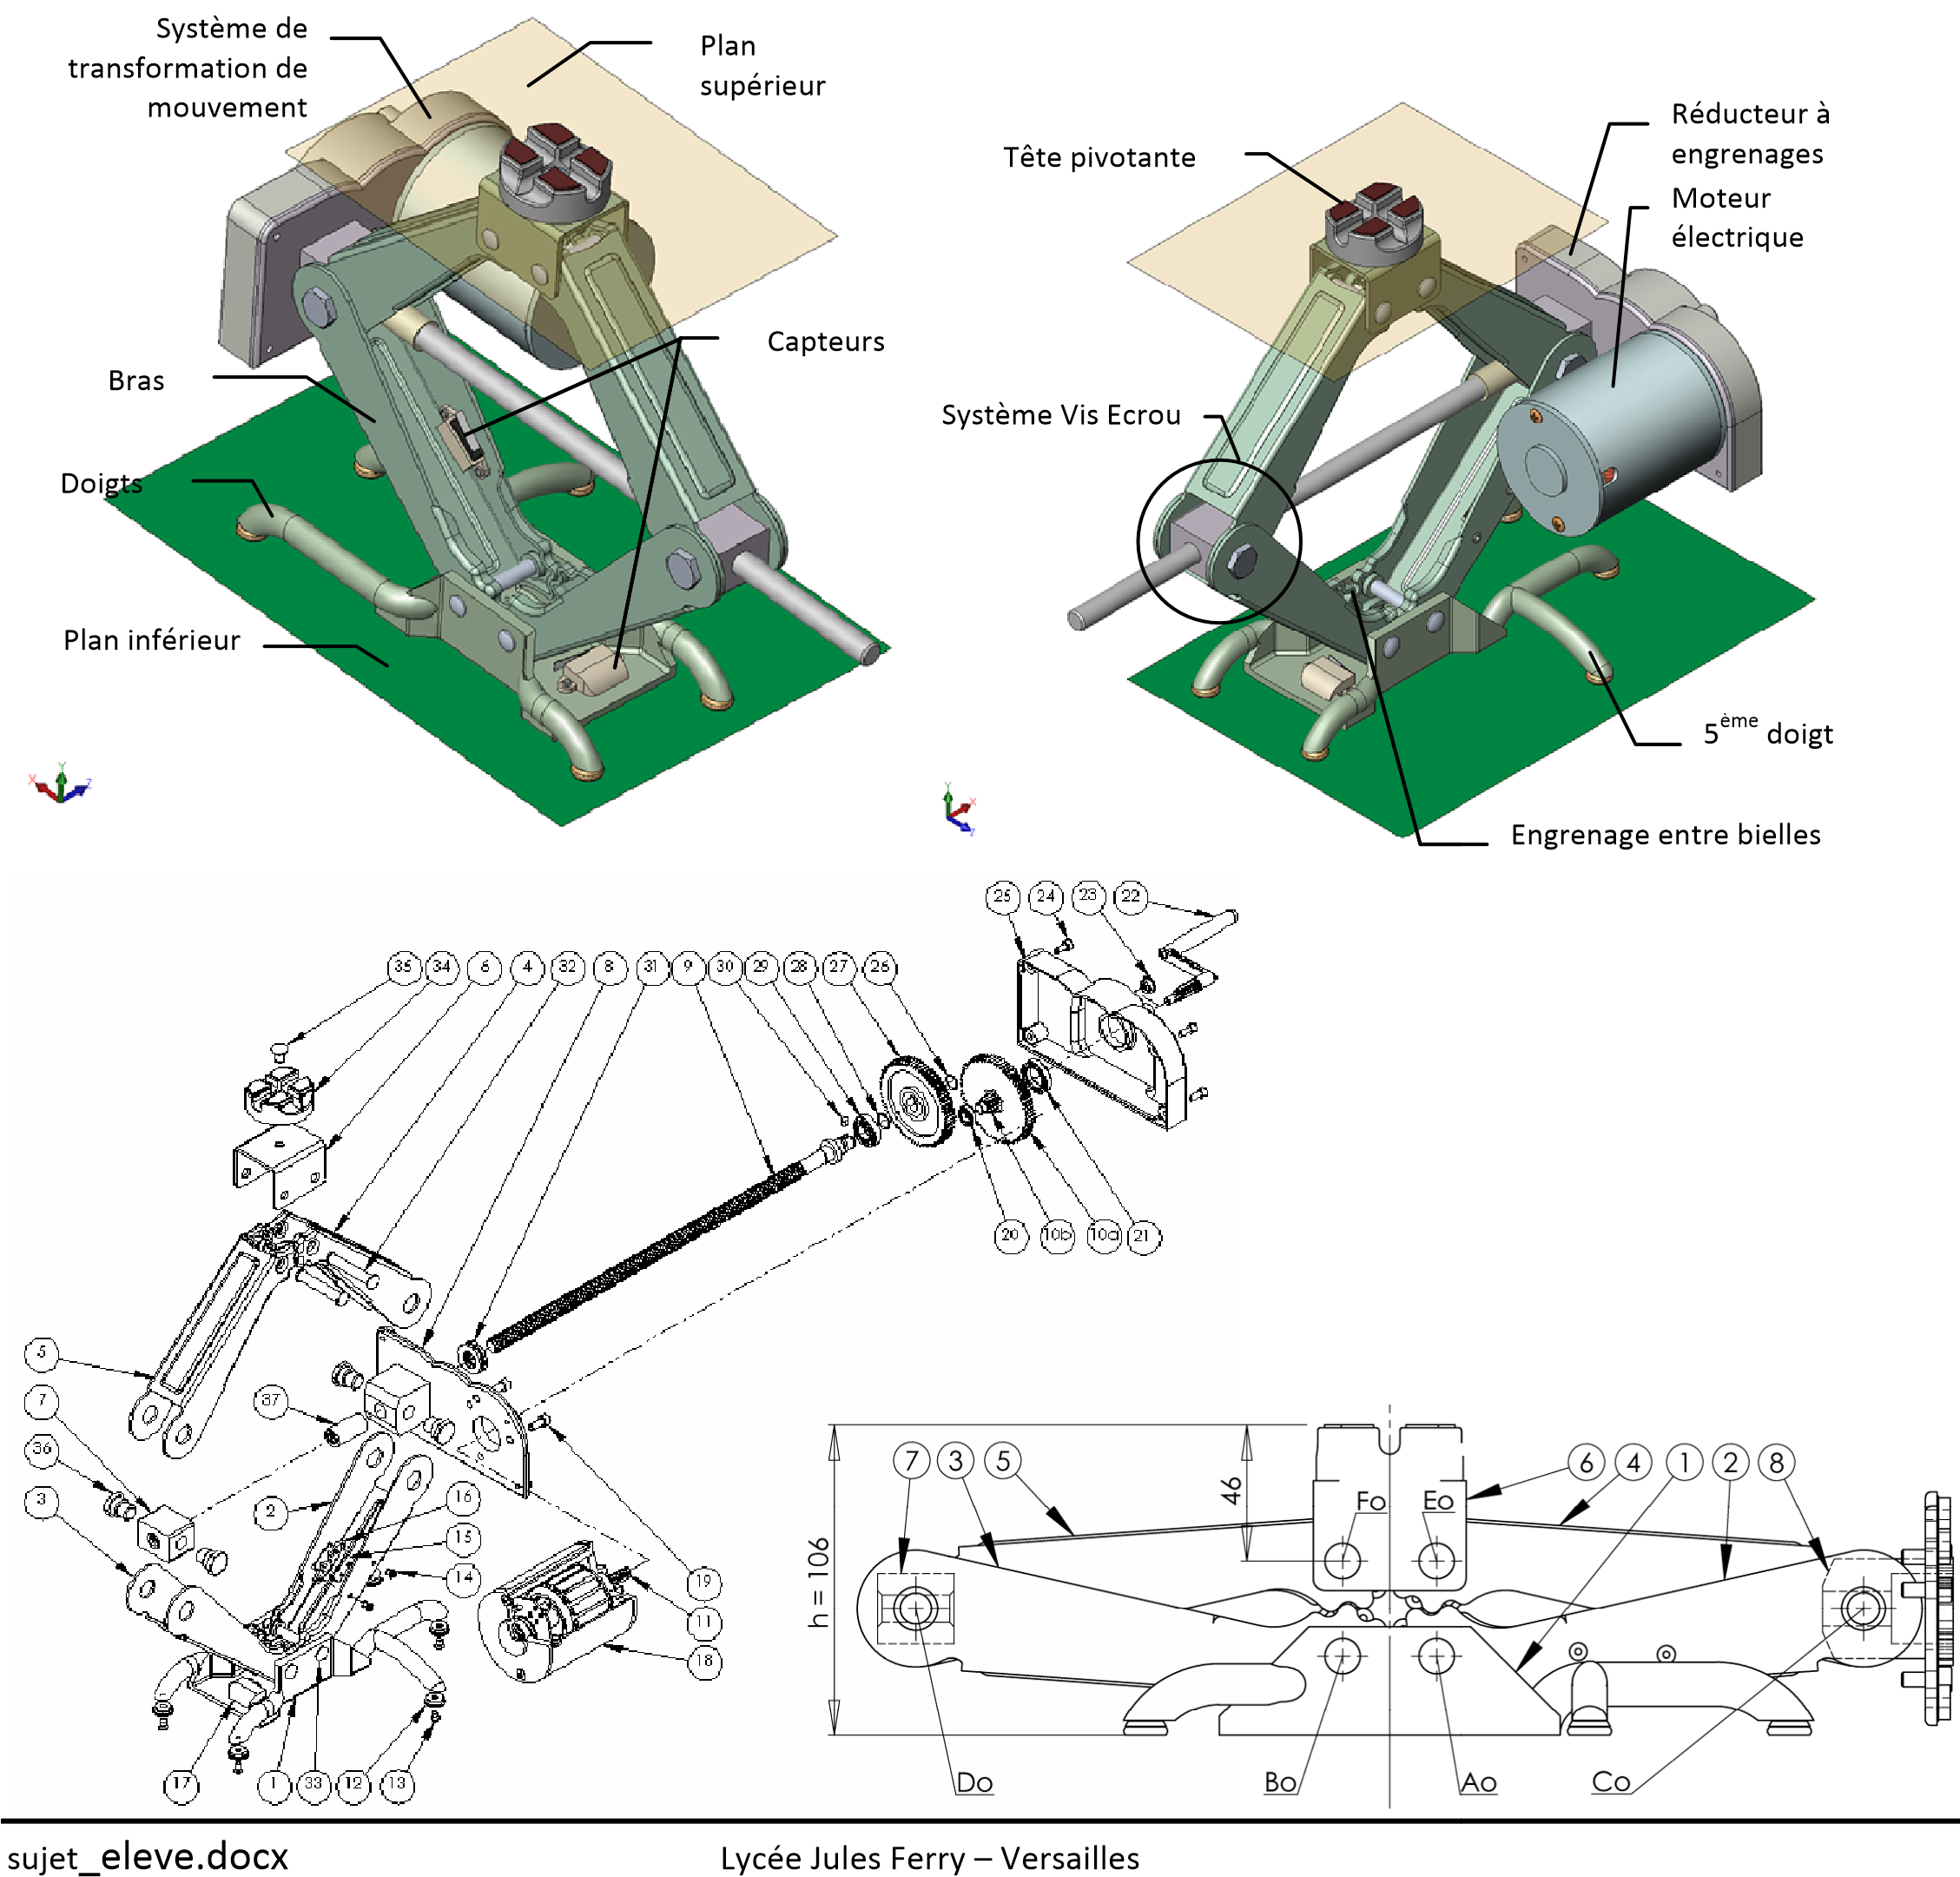 Système de
transformation de
mouvement
Plan
supérieur
Capteurs
Bras
Doigts
Plan inférieur
X Y Z
Tête pivotante
Réducteur à
engrenages
Moteur
électrique
Système Vis Ecrou
5ème doigt
Engrenage entre bielles
Y X Z
25 24 23 22
35 34 6 4 32 8 31 9 30 29 28 27 26
20 10b 10a 21
5
7
36
3
37
2
16
15
14
19
11
18
17 1 33 12 13
h = 106
46
7 3 5
6 4 1 2 8
Fo Eo
Do Bo Ao Co
sujet_eleve.docx
Lycée Jules Ferry – Versailles